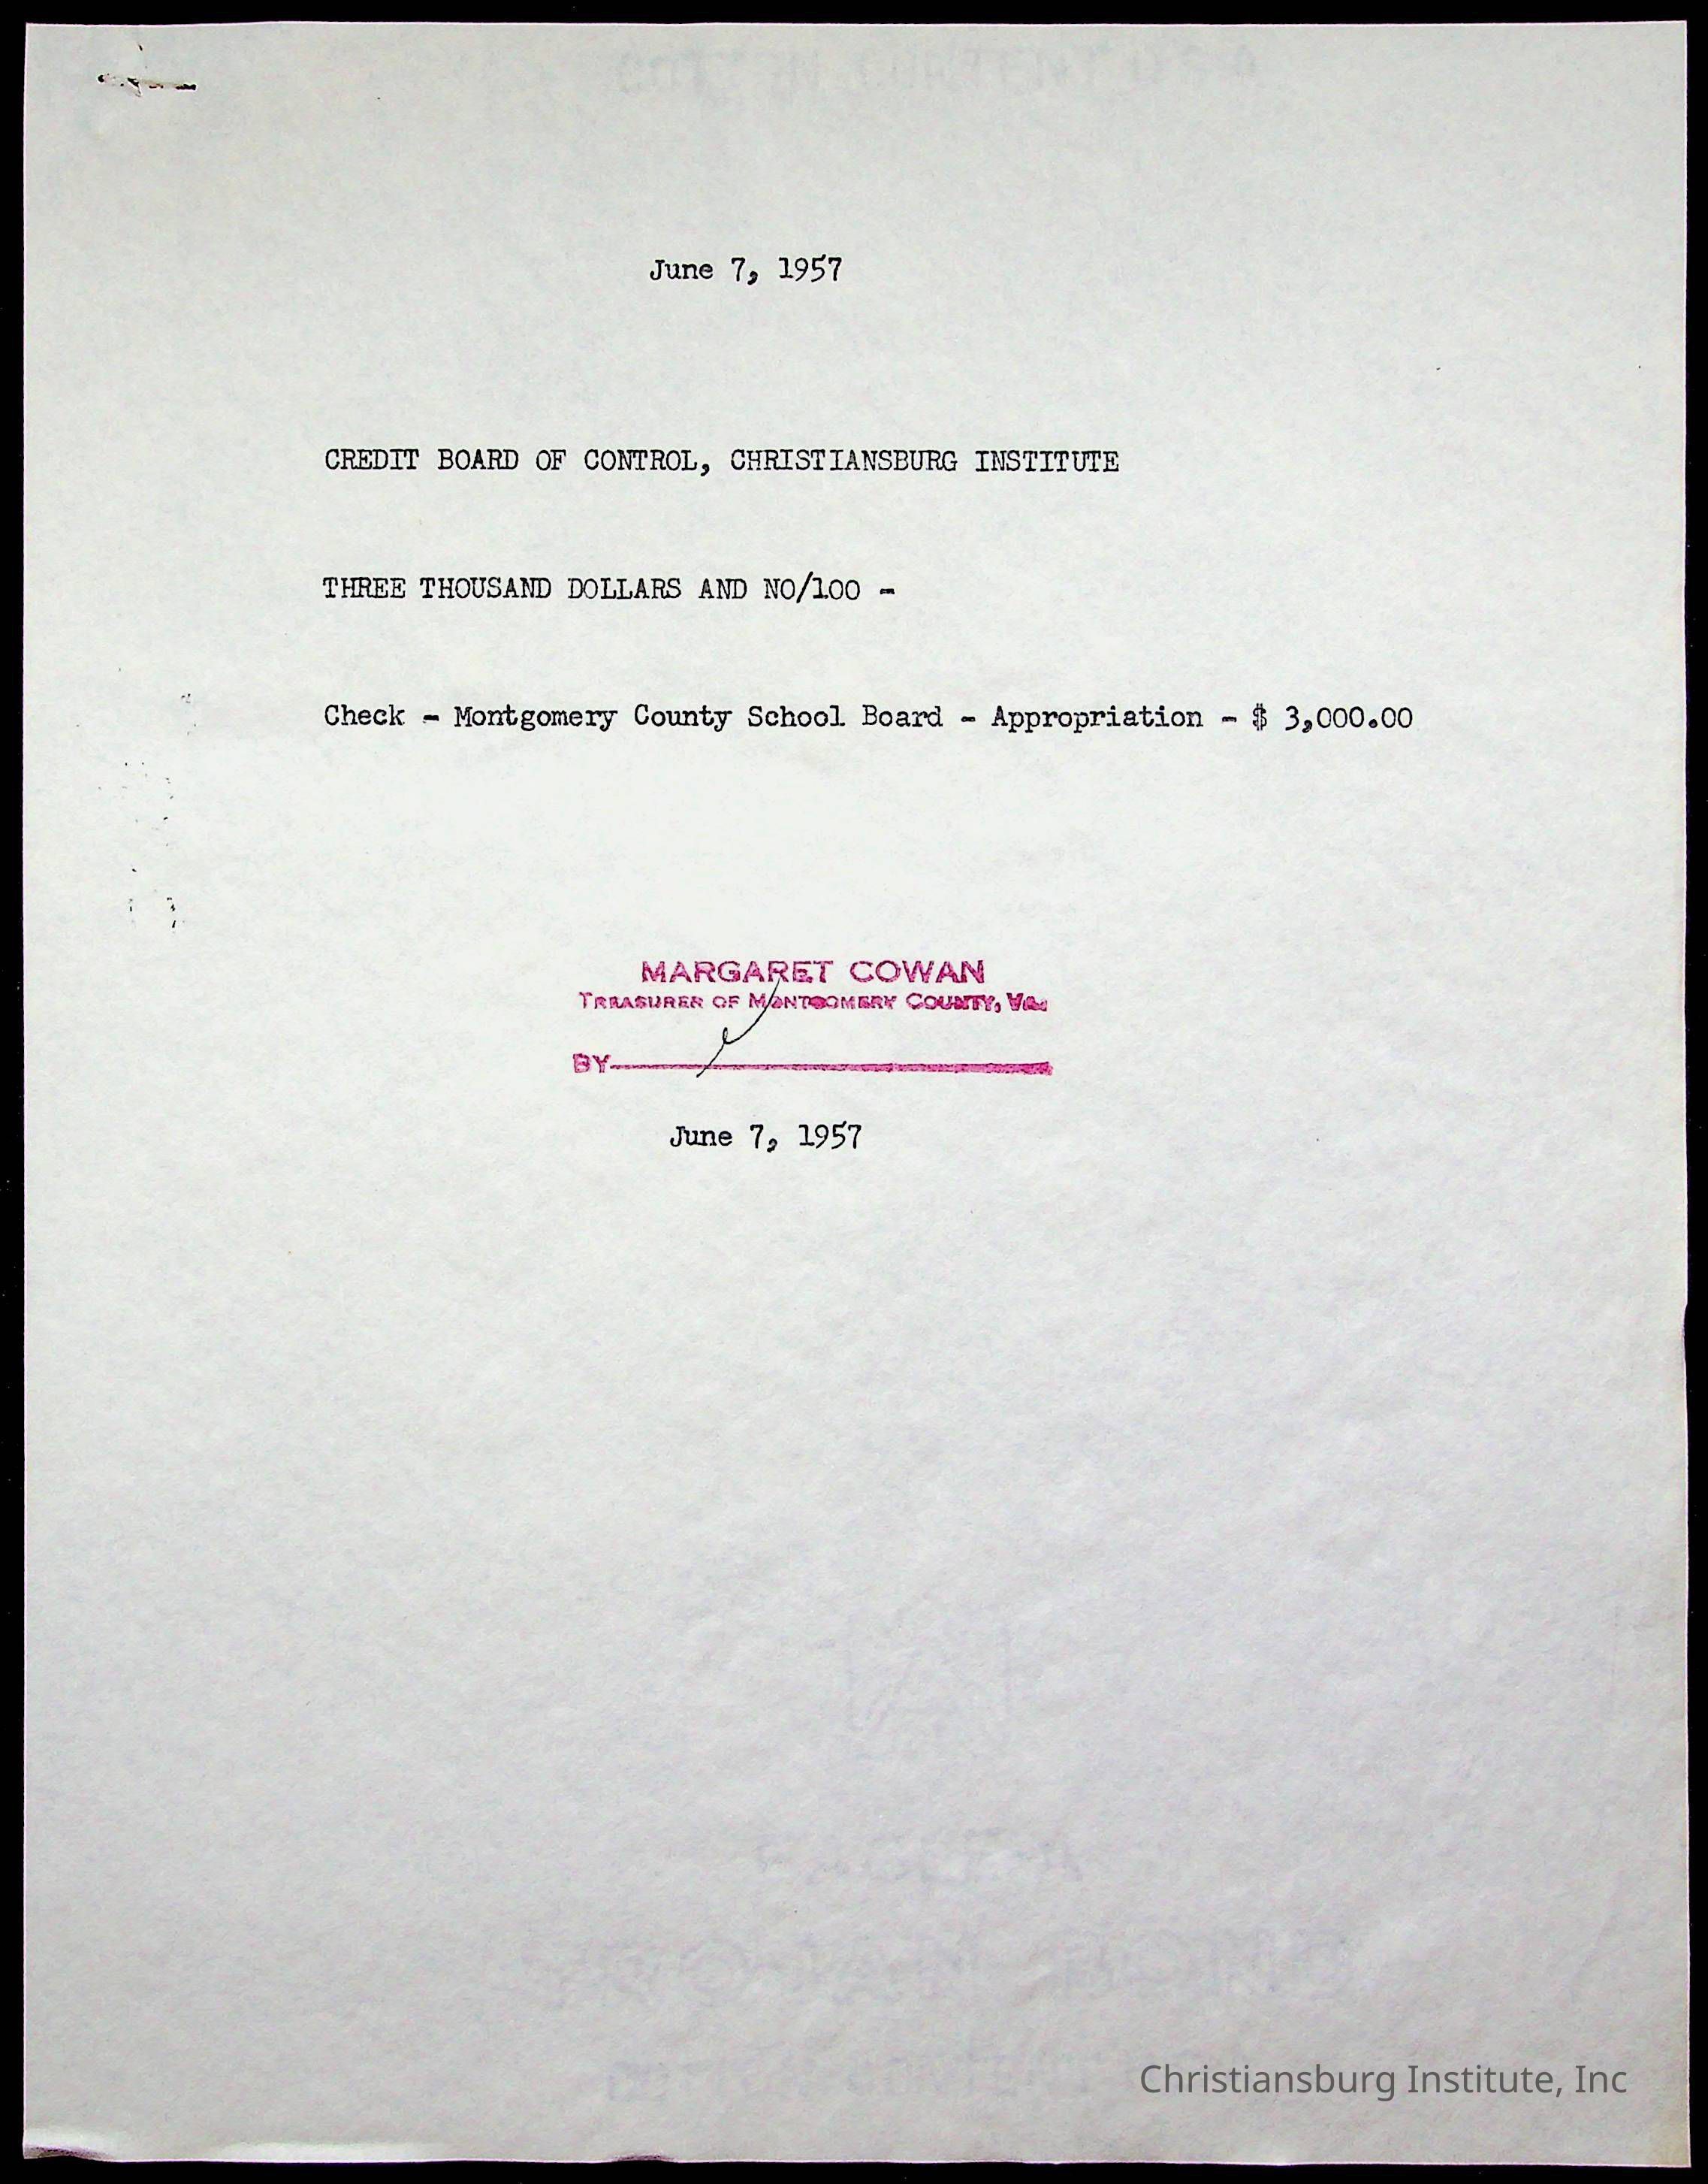 June 7, 1957
CREDIT BOARD OF CONTROL, CHRISTIANSBURG INSTITUTE
THREE THOUSAND DOLLARS AND NO/100 -
Check - Montgomery County School Board - Appropriation - $ 3,000.00
MARGARET COWAN
TREASURER OF MONTGOMERY COUNTY, VA.
BY
June 7, 1957
Christiansburg Institute, Inc